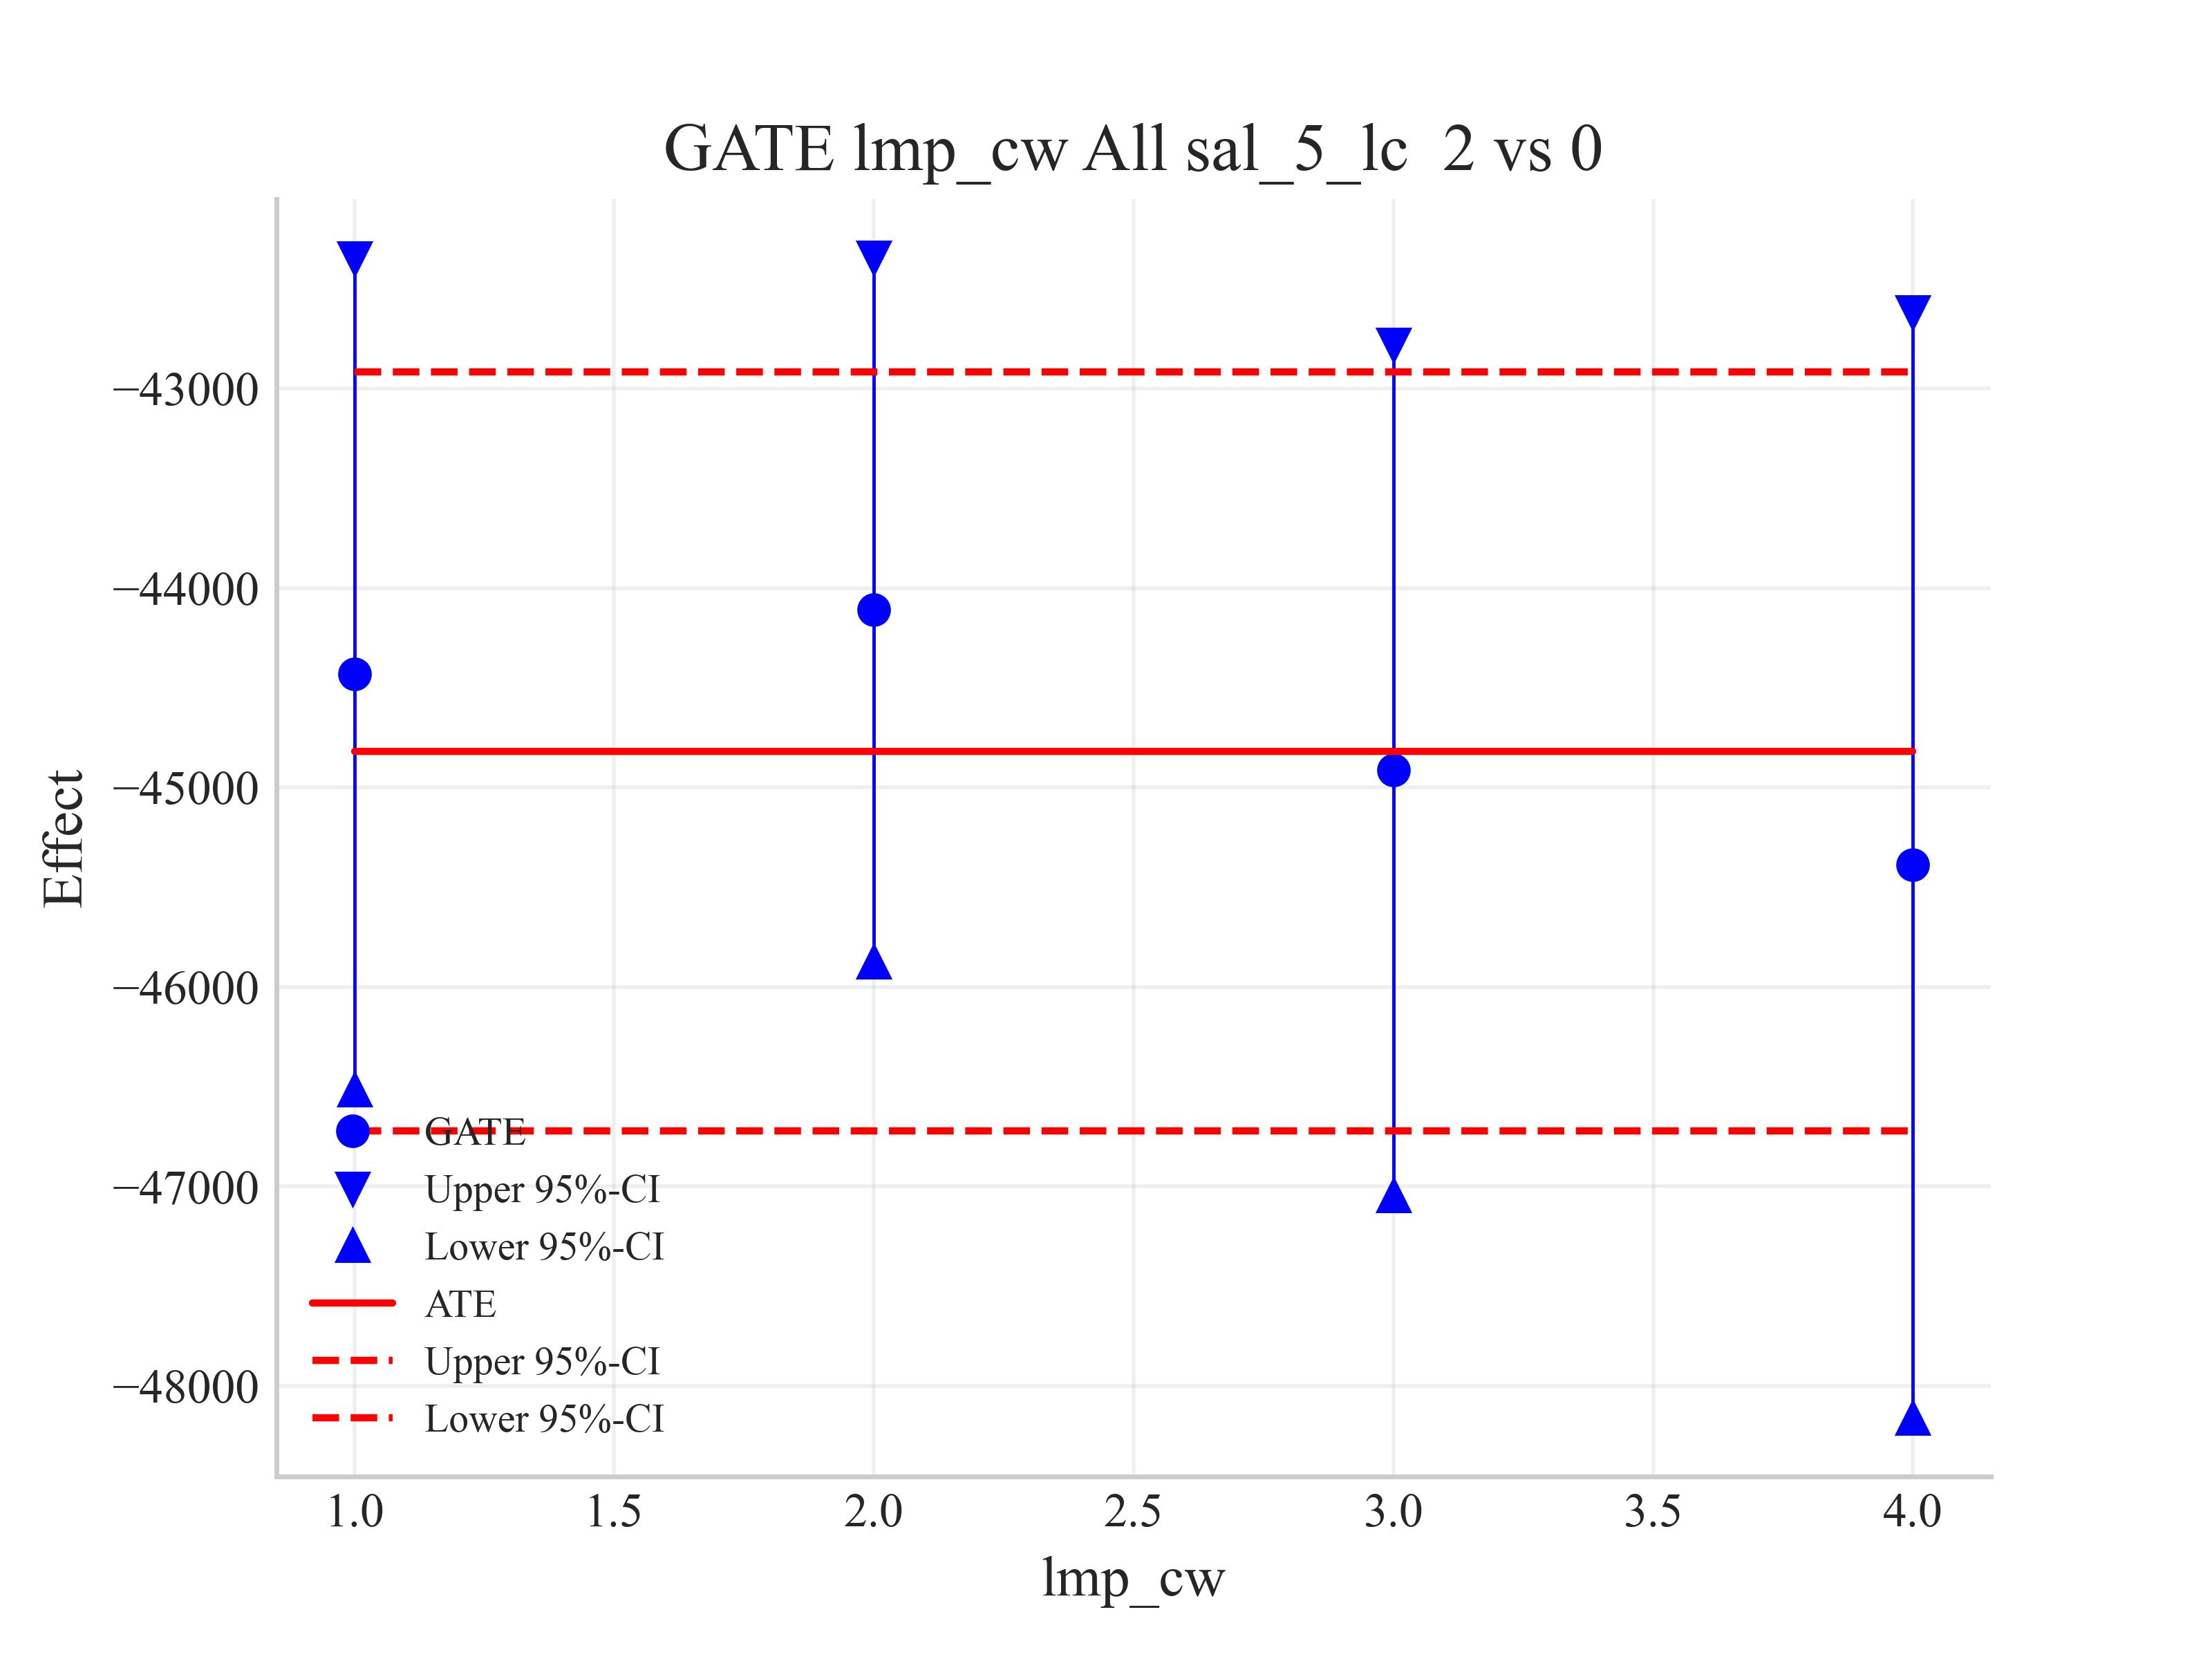 GATE lmp_cw All sal_5_lc  2 vs 0
Effect
−43000
−44000
−45000
−46000
−47000
−48000
GATE
Upper 95%-CI
Lower 95%-CI
ATE
Upper 95%-CI
Lower 95%-CI
1.0 1.5 2.0 2.5 3.0 3.5 4.0
lmp_cw